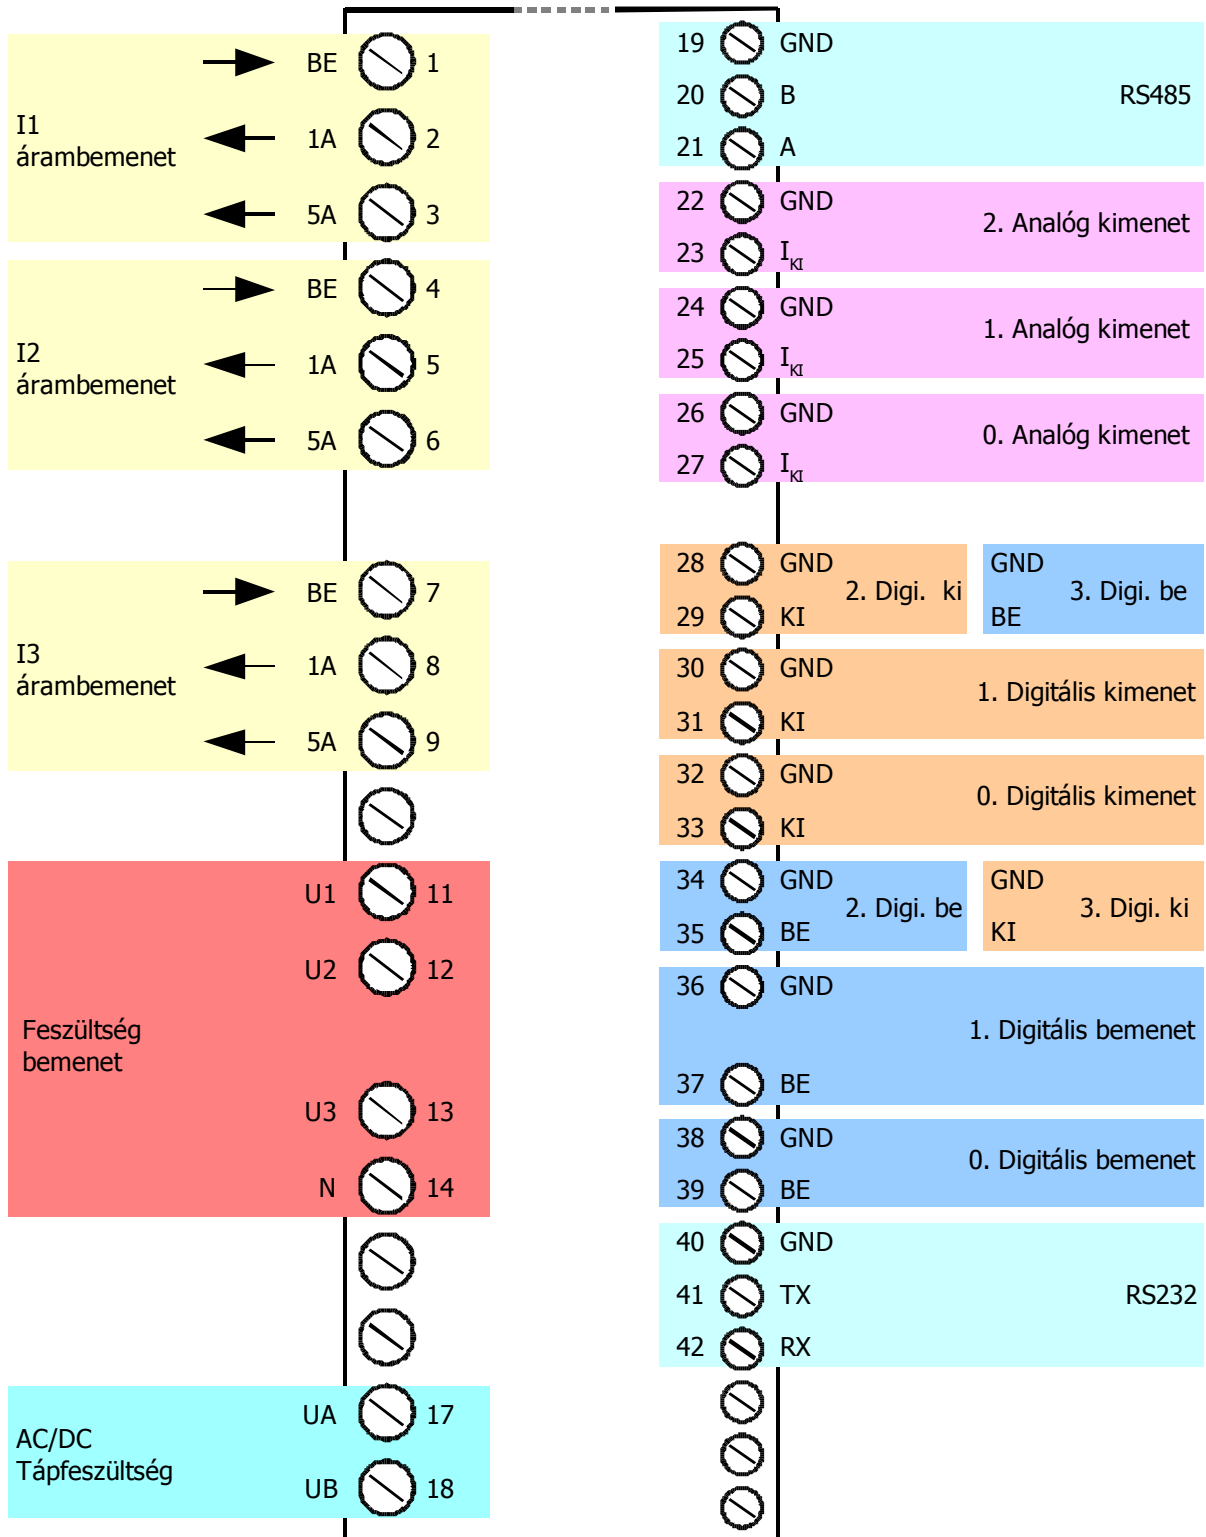 BE 1
I1
árambemenet
1A 2
5A 3
BE 4
I2
árambemenet
1A 5
5A 6
BE 7
I3
árambemenet
1A 8
5A 9
Feszültség
bemenet
U1 11
U2 12
U3 13
N 14
AC/DC
Tápfeszültség
UA 17
UB 18
19 GND
20 B RS485
21 A
22 GND
2. Analóg kimenet
23 IKI
24 GND
1. Analóg kimenet
25 IKI
26 GND
0. Analóg kimenet
27 IKI
28 GND
2. Digi. ki
29 KI
GND
3. Digi. be
BE
30 GND
1. Digitális kimenet
31 KI
32 GND
0. Digitális kimenet
33 KI
34 GND
2. Digi. be
35 BE
GND
3. Digi. ki
KI
36 GND
1. Digitális bemenet
37 BE
38 GND
0. Digitális bemenet
39 BE
40 GND
41 TX RS232
42 RX